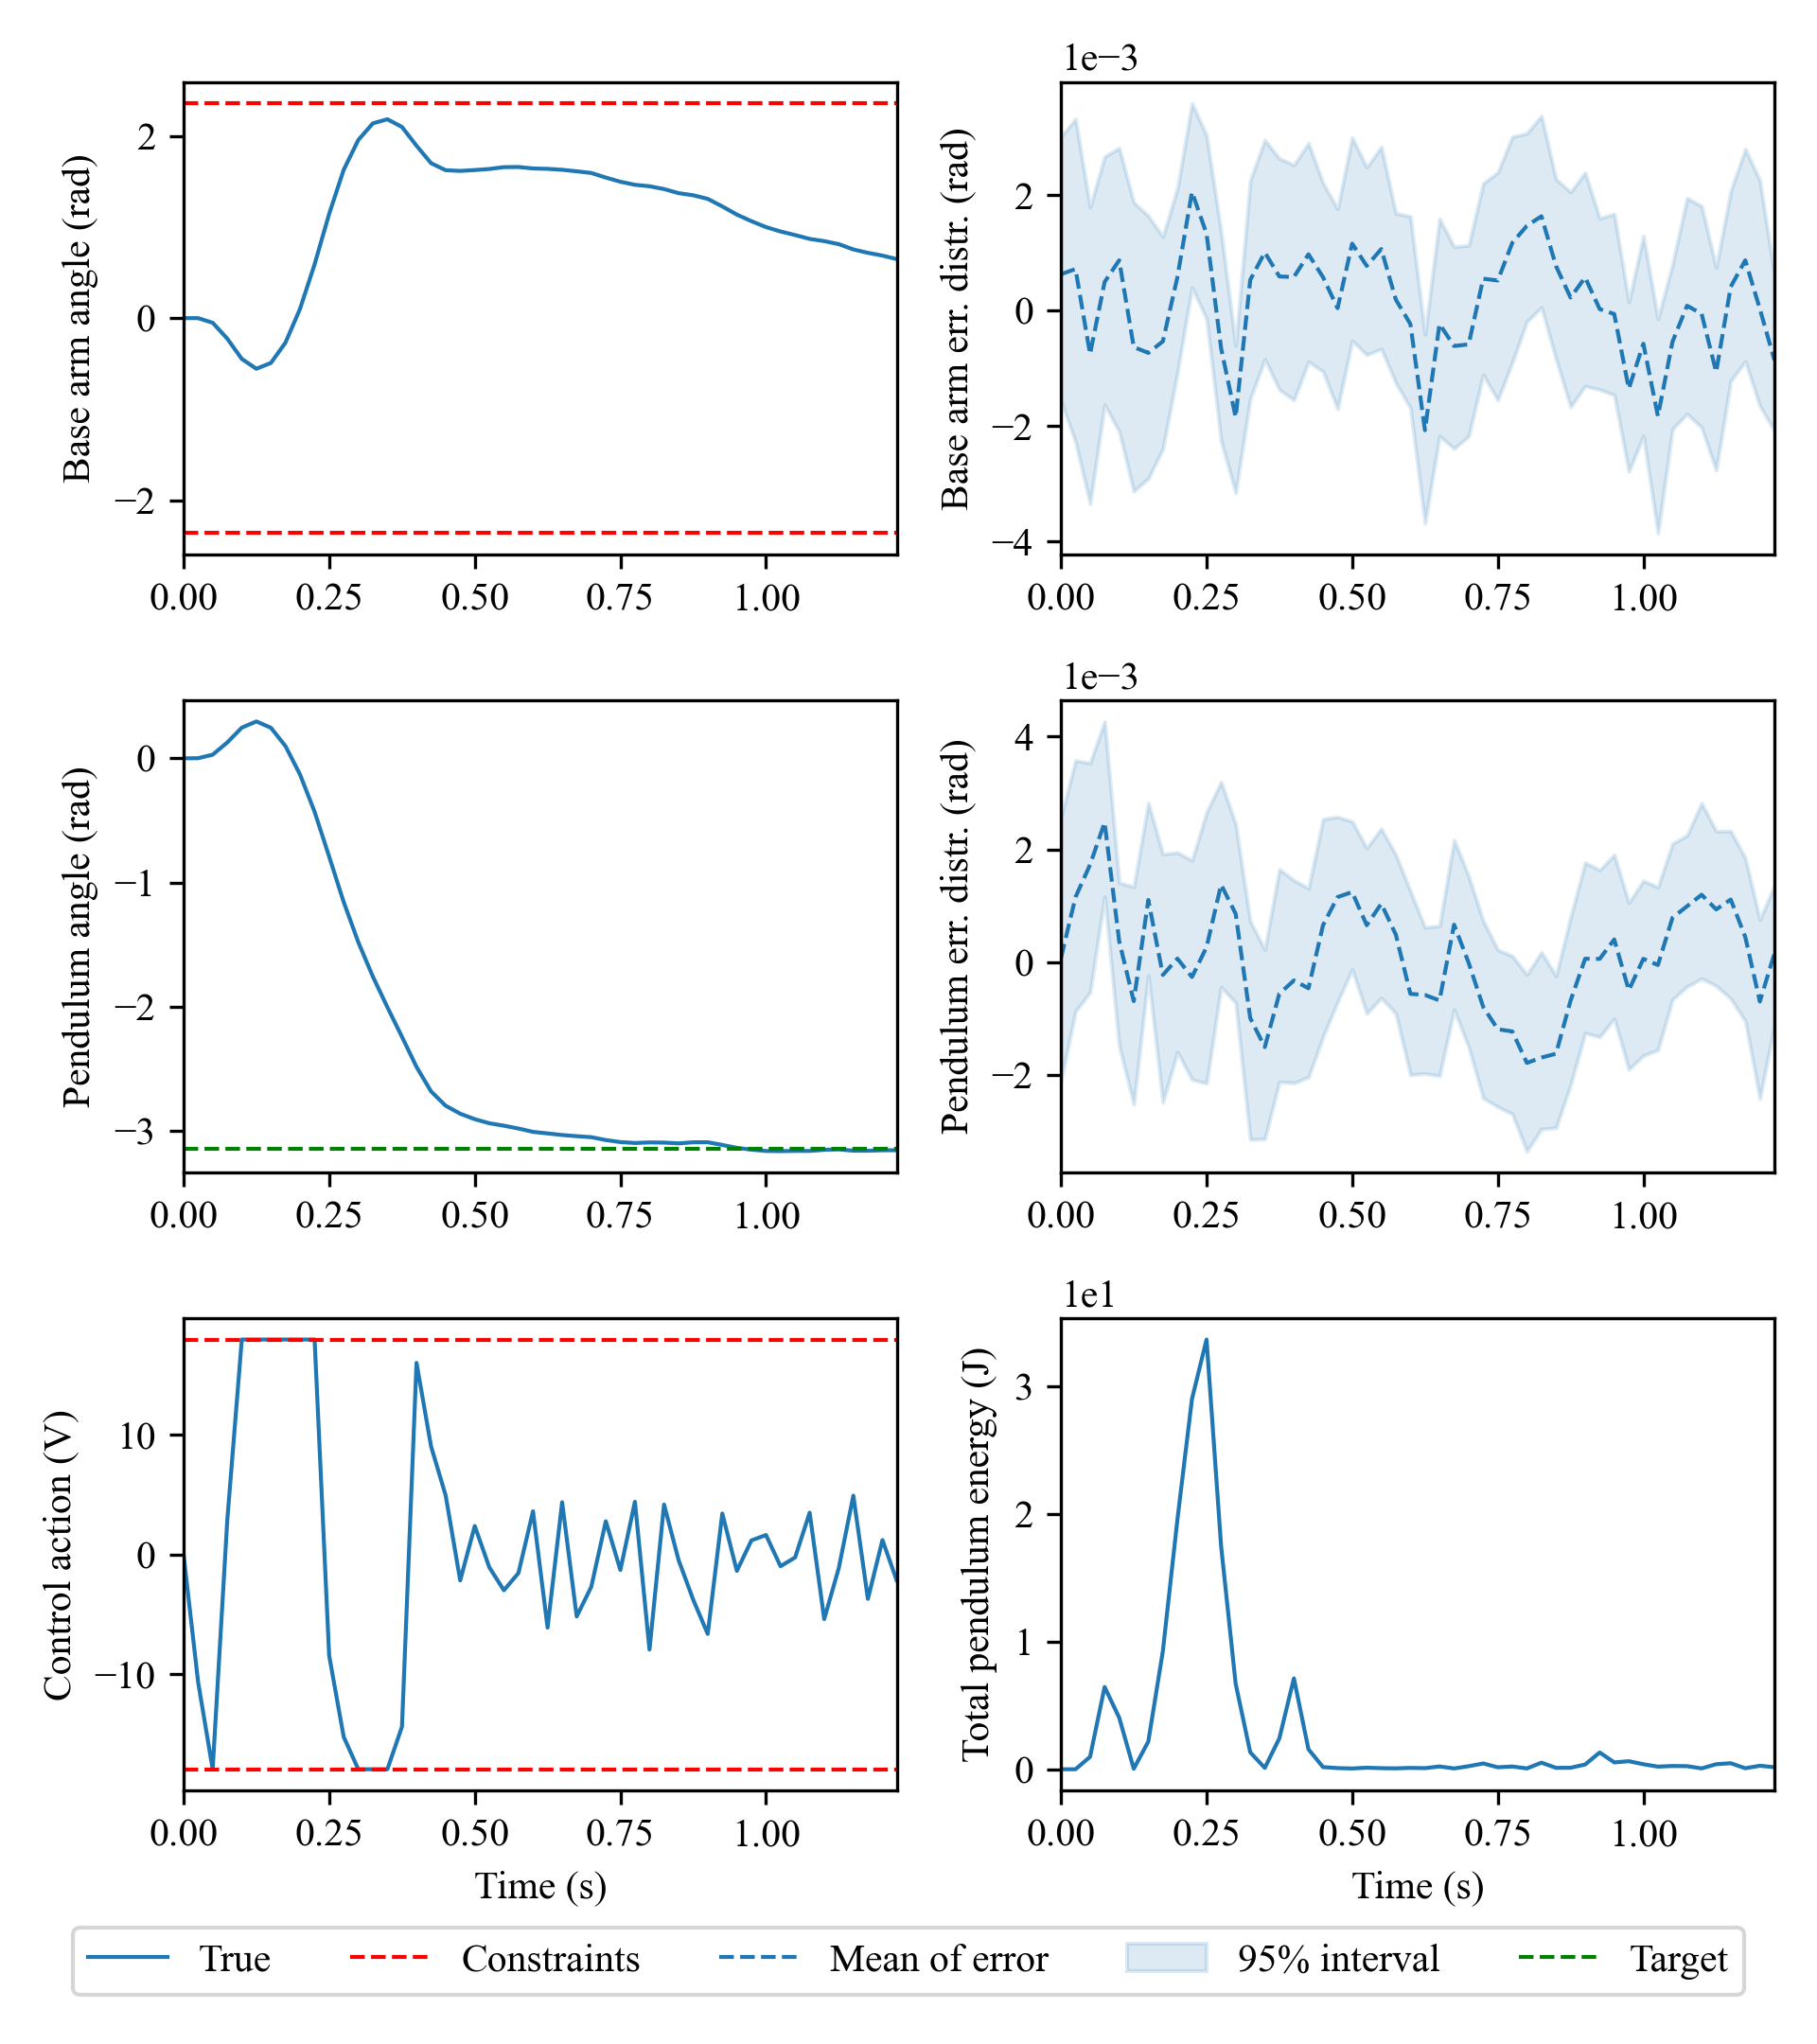 Base arm angle (rad)
2
0
−2
0.00 0.25 0.50 0.75 1.00
1e−3
Base arm err. distr. (rad)
2
0
−2
−4
0.00 0.25 0.50 0.75 1.00
Pendulum angle (rad)
0
−1
−2
−3
0.00 0.25 0.50 0.75 1.00
1e−3
Pendulum err. distr. (rad)
4
2
0
−2
0.00 0.25 0.50 0.75 1.00
Control action (V)
10
0
−10
0.00 0.25 0.50 0.75 1.00
Time (s)
1e1
Total pendulum energy (J)
3
2
1
0
0.00 0.25 0.50 0.75 1.00
Time (s)
True Constraints Mean of error 95% interval Target